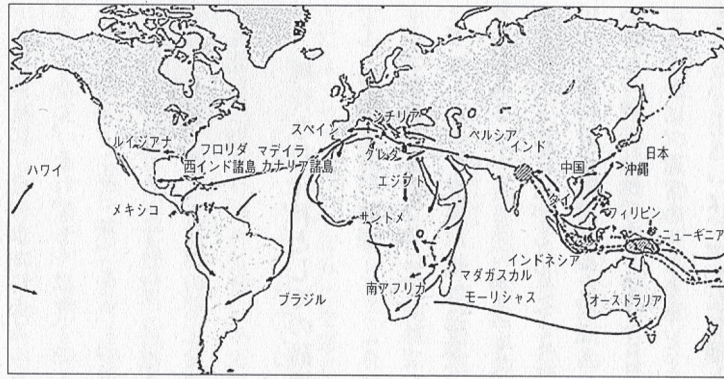 シチリア
スペイン
ペルシア
ルイジアナ
フロリダ
マデイラ
クレタ
インド
日本
ハワイ
西インド諸島
カナリア諸島
エジプト
中国
沖縄
タイ
メキシコ
サントメ
フィリピン
ニューギニア
インドネシア
マダガスカル
ブラジル
南アフリカ
モーリシャス
オーストラリア